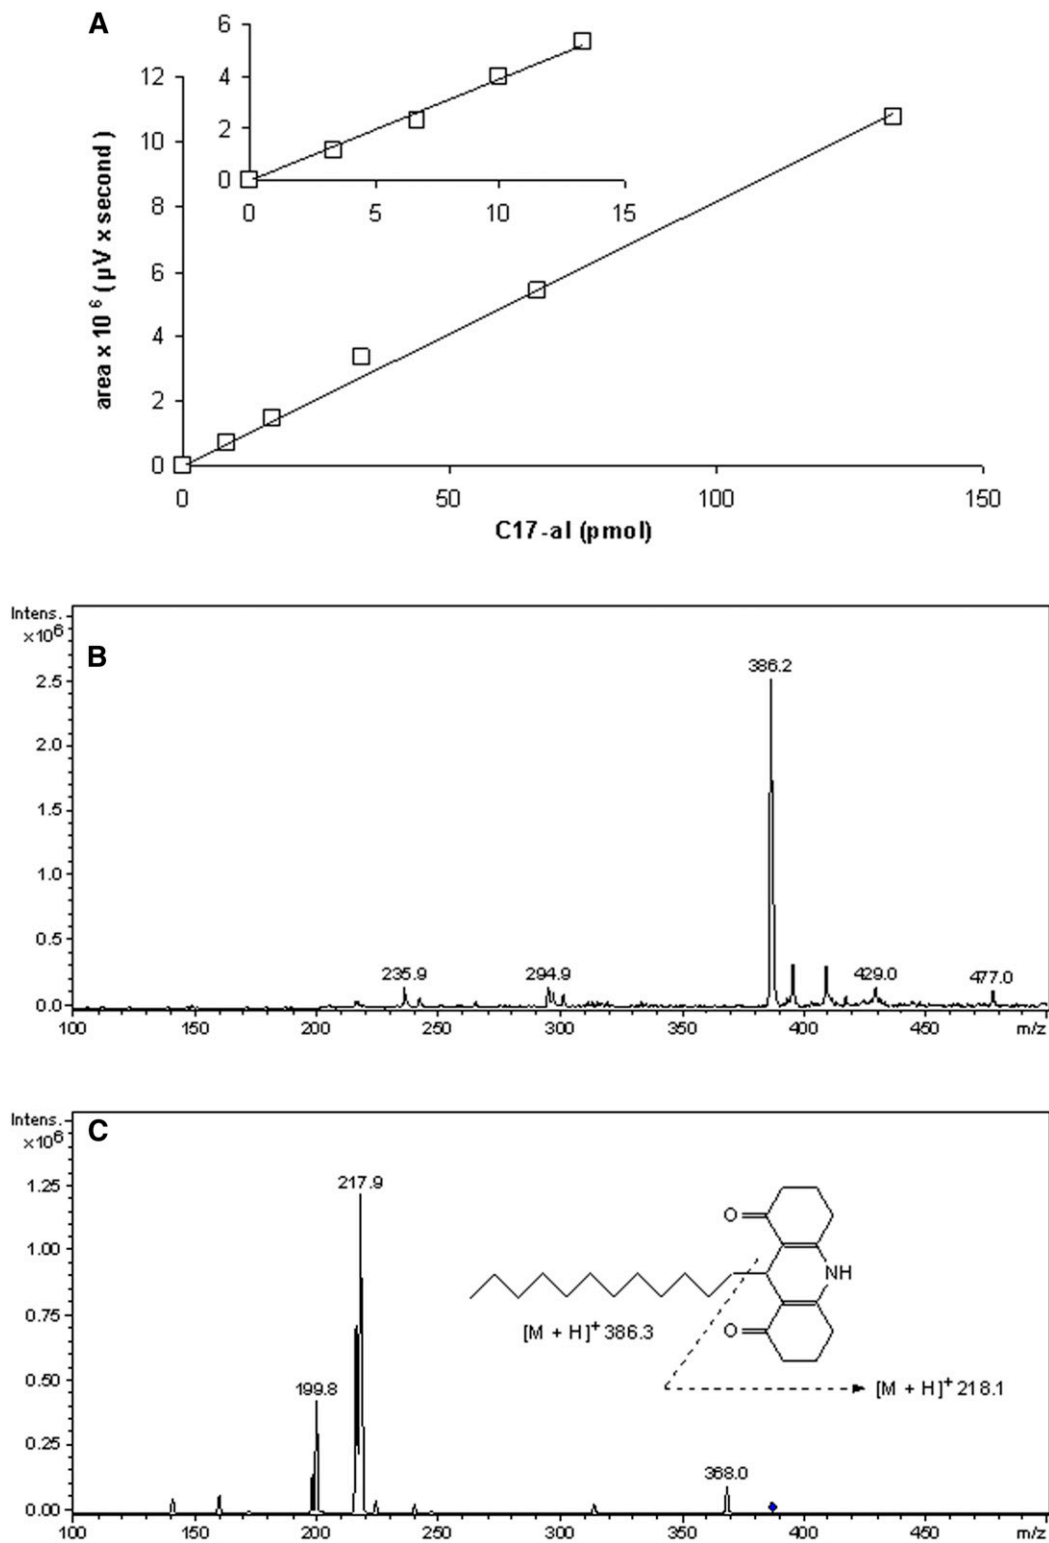 A
6
4
2
0
0 5 10 15
12
10
8
6
4
2
0
0 50 100 150
area x 10 6 ( µV x second )
C17-al (pmol)
Intens.
x10⁶
B
2.5
2.0
1.5
1.0
0.5
0.0
386.2
235.9
294.9
429.0
477.0
100 150 200 250 300 350 400 450 m/z
Intens.
x10⁶
C
1.25
1.00
0.75
0.50
0.25
0.00
217.9
199.8
368.0
O
NH
O
[M + H]⁺ 386.3
[M + H]⁺ 218.1
100 150 200 250 300 350 400 450 m/z